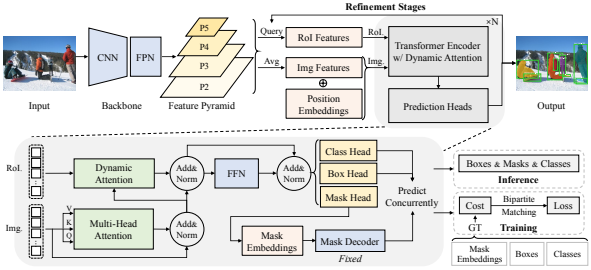 Refinement Stages
×N
P5
P4
P3
P2
CNN
FPN
Query
Avg
RoI Features
Img Features
Position
Embeddings
RoI.
Img.
Transformer Encoder
w/ Dynamic Attention
Prediction Heads
Input
Backbone
Feature Pyramid
Output
RoI.
Dynamic
Attention
Add&
Norm
FFN
Add&
Norm
Class Head
Box Head
Mask Head
Predict
Concurrently
Boxes & Masks & Classes
Inference
Img.
V
K
Q
Multi-Head
Attention
Add&
Norm
Mask
Embeddings
Mask Decoder
Fixed
Cost
Bipartite
Matching
Loss
GT
Training
Mask
Embeddings
Boxes
Classes